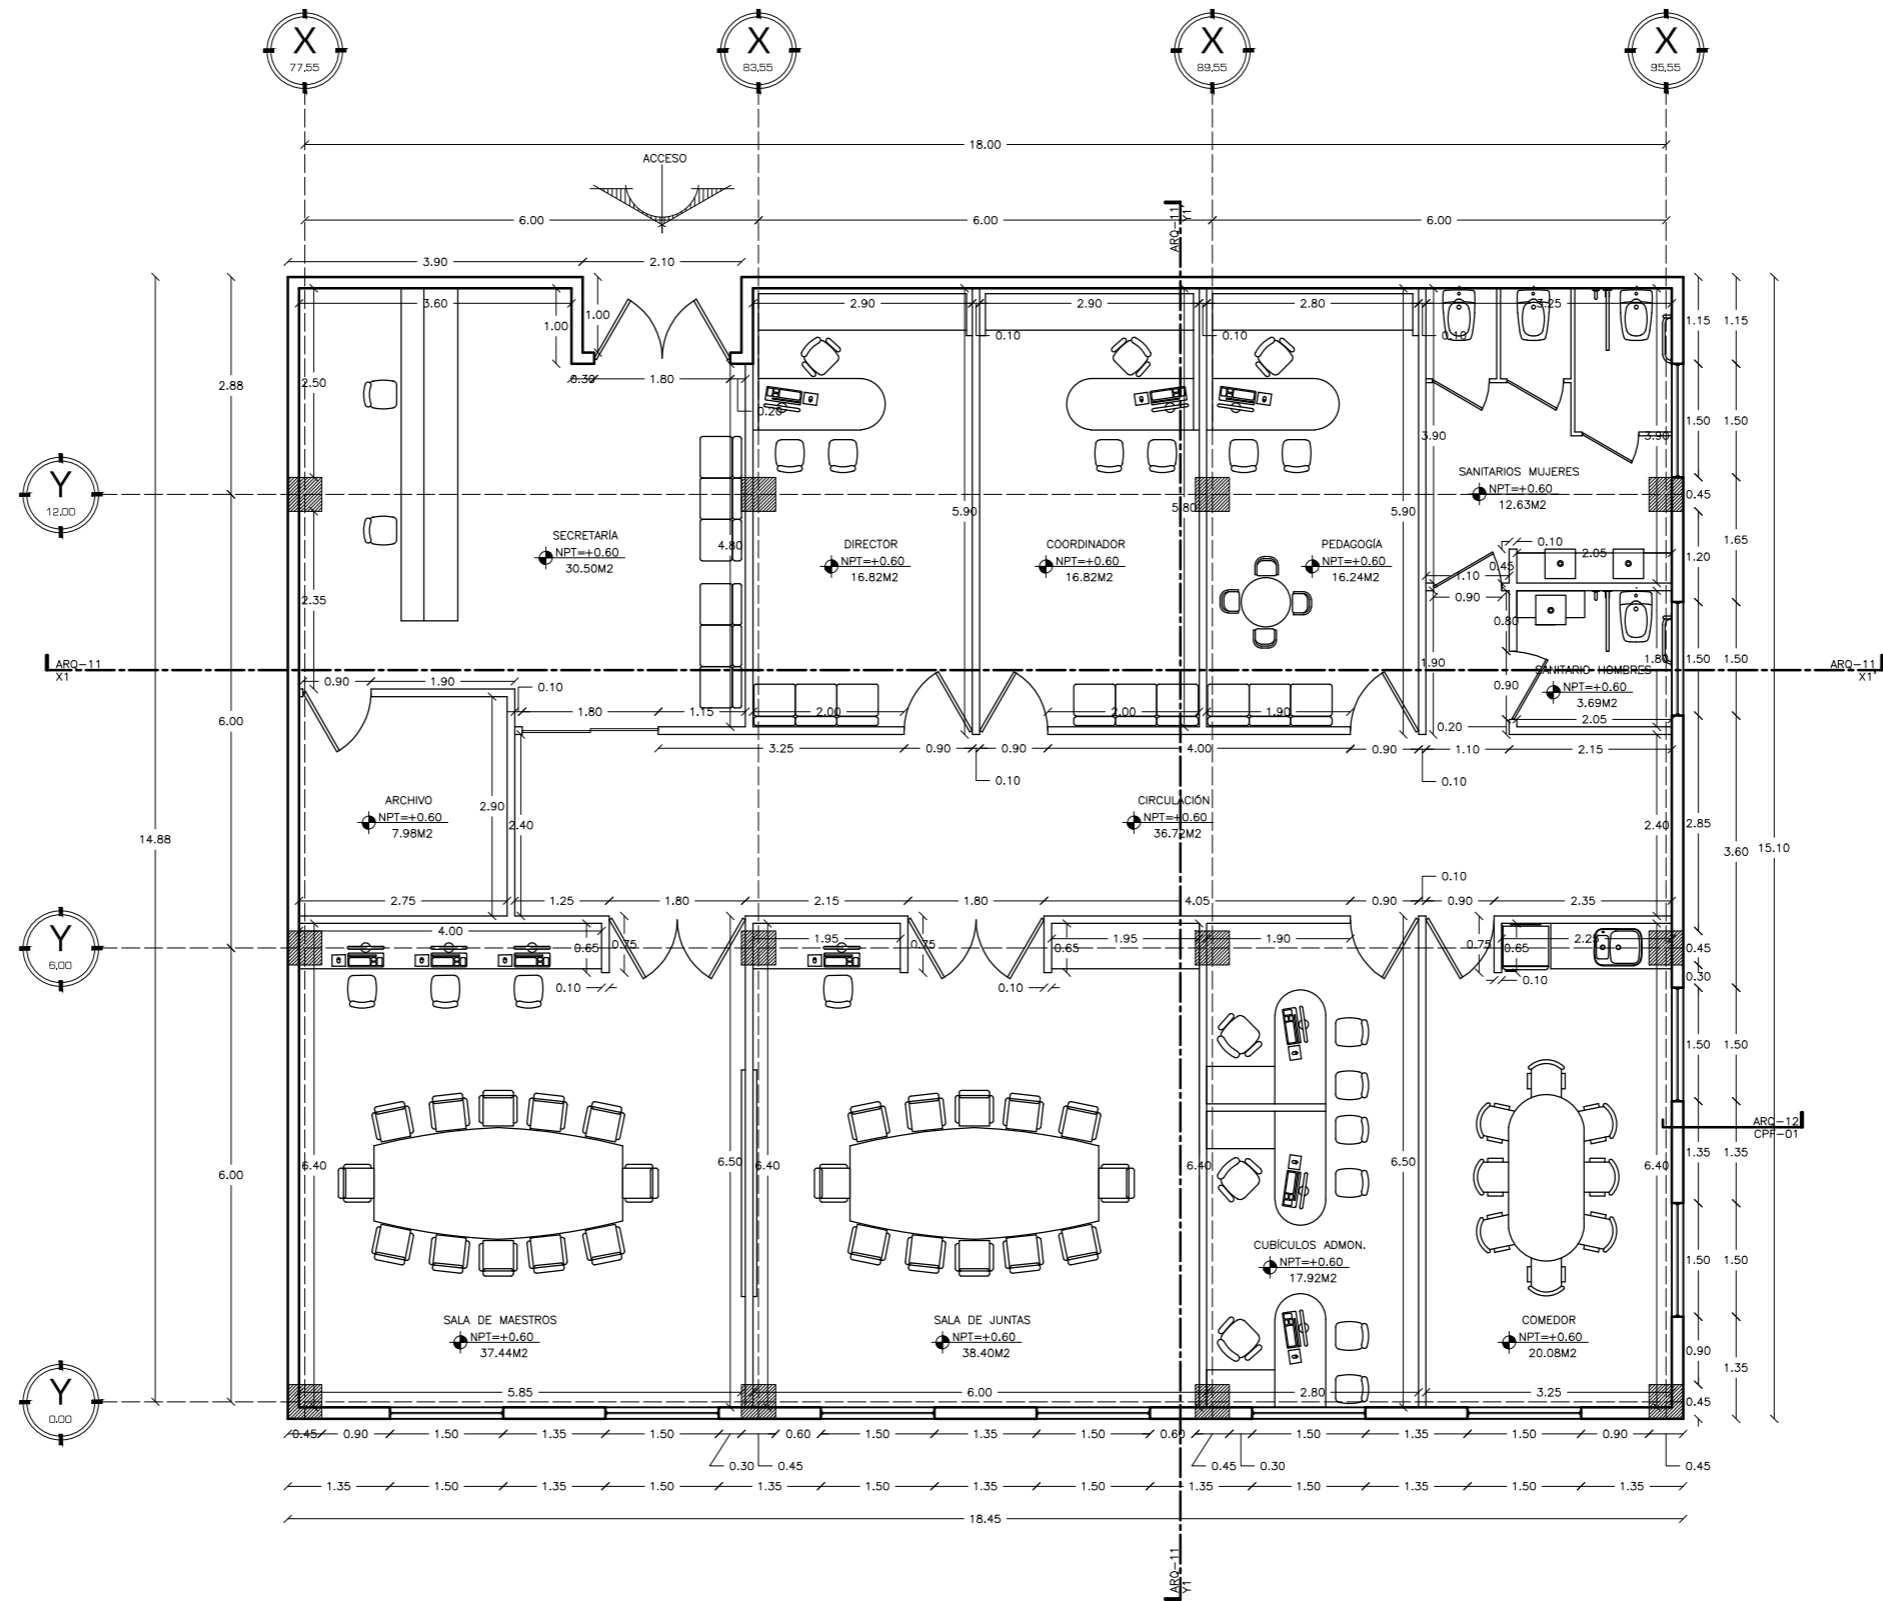 X X X X
77.55 83.55 89.55 95.55
18.00
ACCESO
6.00 6.00 6.00
ARQ-11
Y1
3.90 2.10
3.60 2.90 2.90 2.80 3.25
1.00 1.00 0.10 0.10 0.10 1.15 1.15
2.88 2.50 0.30 1.80 0.20
3.90 3.90 1.50 1.50
SANITARIOS MUJERES
NPT=+0.60
12.63M2
Y
12.00
0.45
5.90 5.80 5.90
SECRETARÍA
NPT=+0.60
30.50M2
4.80
DIRECTOR
NPT=+0.60
16.82M2
COORDINADOR
NPT=+0.60
16.82M2
PEDAGOGÍA
NPT=+0.60
16.24M2
0.10 2.05 0.45 1.10 1.20 1.65
2.35 0.90 0.80
ARQ-11
X1
1.90 1.80 1.50 1.50
ARQ-11
X1'
SANITARIO HOMBRES
NPT=+0.60
3.69M2
0.90 1.90 0.10 0.90
1.80 1.15 2.00 2.00 1.90 0.20 2.05
6.00
3.25 0.90 0.90 4.00 0.90 1.10 2.15
0.10 0.10
ARCHIVO
NPT=+0.60
7.98M2
2.90 2.40
CIRCULACIÓN
NPT=+0.60
36.72M2
2.40 2.85
14.88 3.60 15.10
0.10
2.75 1.25 1.80 2.15 1.80 4.05 0.90 0.90 2.35
4.00 0.65 0.75 1.95 0.75 0.65 1.95 1.90 0.75 0.65 2.25 0.45
Y
6.00
0.10 0.10 0.10 0.30
1.50 1.50
ARQ-12
CPF-01
6.00 6.40 6.50 6.40 6.40 6.50 6.40 1.35 1.35
CUBÍCULOS ADMON.
NPT=+0.60
17.92M2
1.50 1.50
SALA DE MAESTROS
NPT=+0.60
37.44M2
SALA DE JUNTAS
NPT=+0.60
38.40M2
COMEDOR
NPT=+0.60
20.08M2
0.90 1.35
Y
0.00
5.85 6.00 2.80 3.25 0.45
0.45 0.90 1.50 1.35 1.50 0.60 1.50 1.35 1.50 0.60 1.50 1.35 1.50 0.90
0.30 0.45 0.45 0.30 0.45
1.35 1.50 1.35 1.50 1.35 1.50 1.35 1.50 1.35 1.50 1.35 1.50 1.35
18.45
ARQ-11
Y1